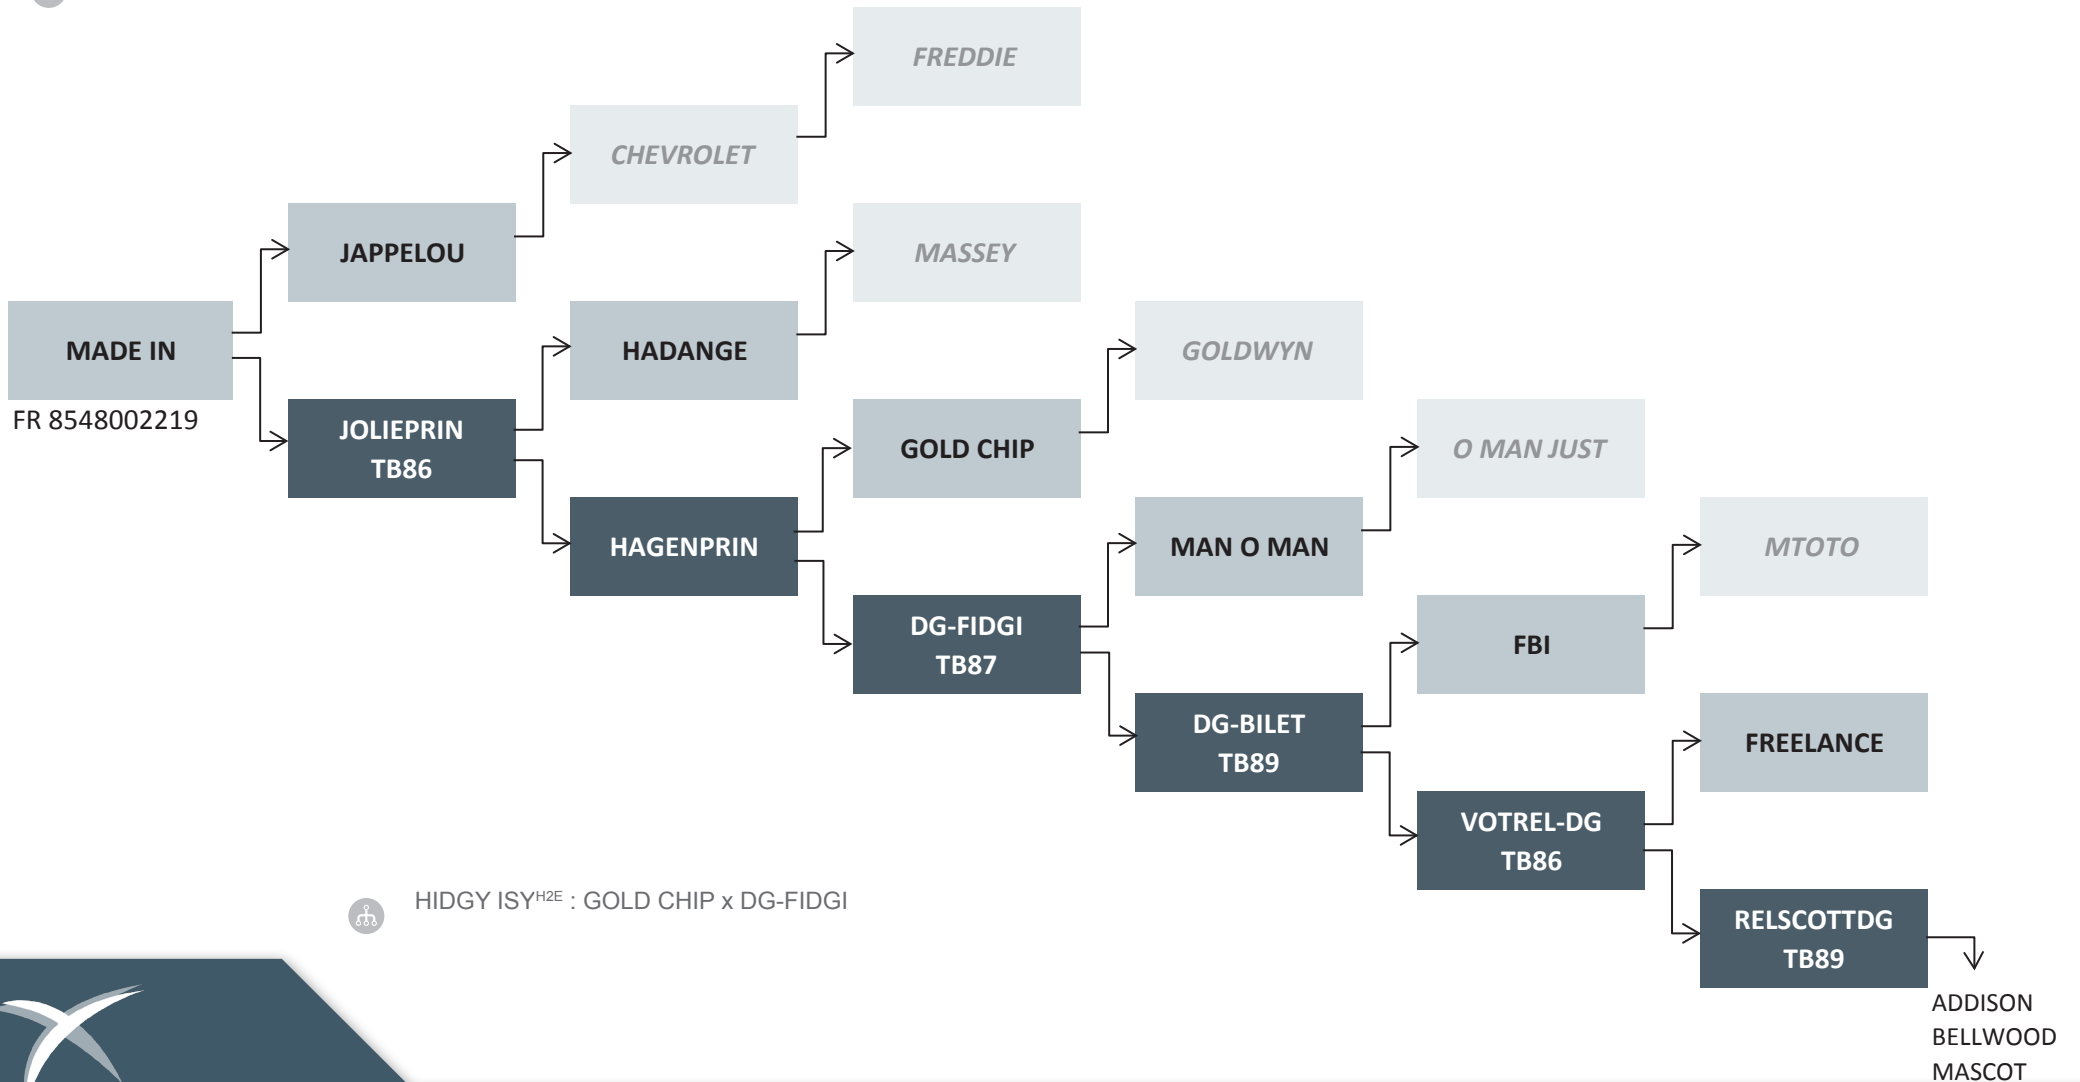 FREDDIE
CHEVROLET
JAPPELOU
MASSEY
MADE IN
FR 8548002219
HADANGE
GOLDWYN
JOLIEPRIN
TB86
GOLD CHIP
O MAN JUST
HAGENPRIN
MAN O MAN
MTOTO
DG-FIDGI
TB87
FBI
DG-BILET
TB89
FREELANCE
VOTREL-DG
TB86
HIDGY ISYH2E : GOLD CHIP x DG-FIDGI
RELSCOTTDG
TB89
ADDISON
BELLWOOD
MASCOT